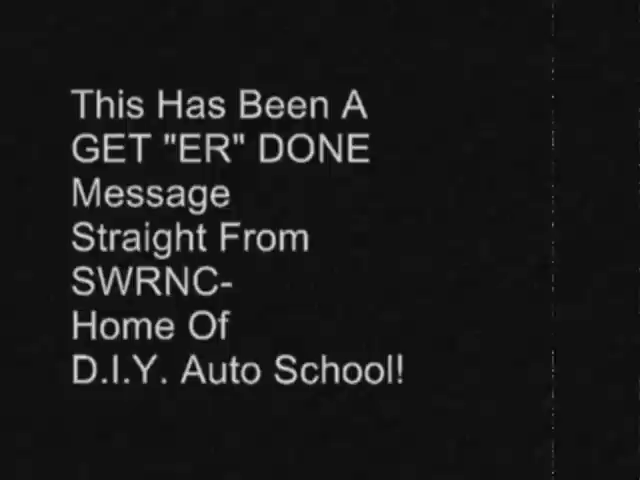 This Has Been A
GET "ER" DONE
Message
Straight From
SWRNC-
Home Of
D.I.Y. Auto School!